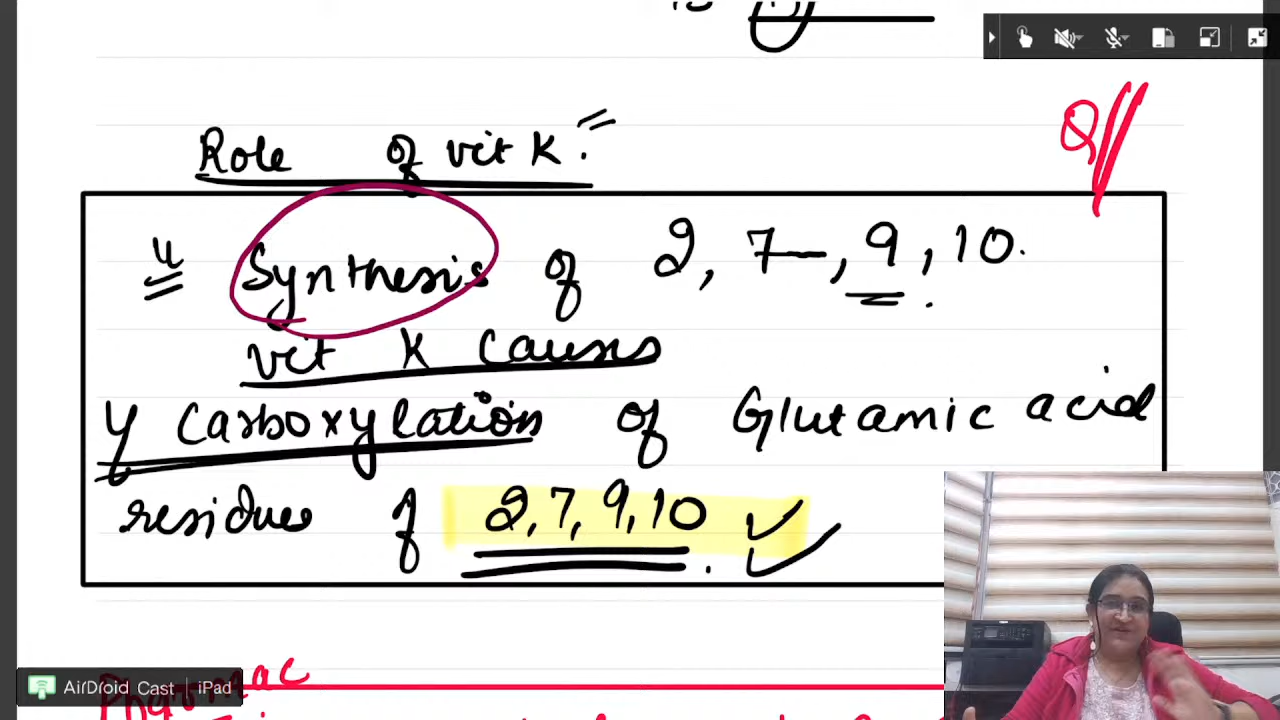 Role of vit K :
Synthesis of 2, 7, 9, 10.
vit K causes
γ Carboxylation of Glutamic acid
residues of 2, 7, 9, 10 .
AirDroid Cast | iPad